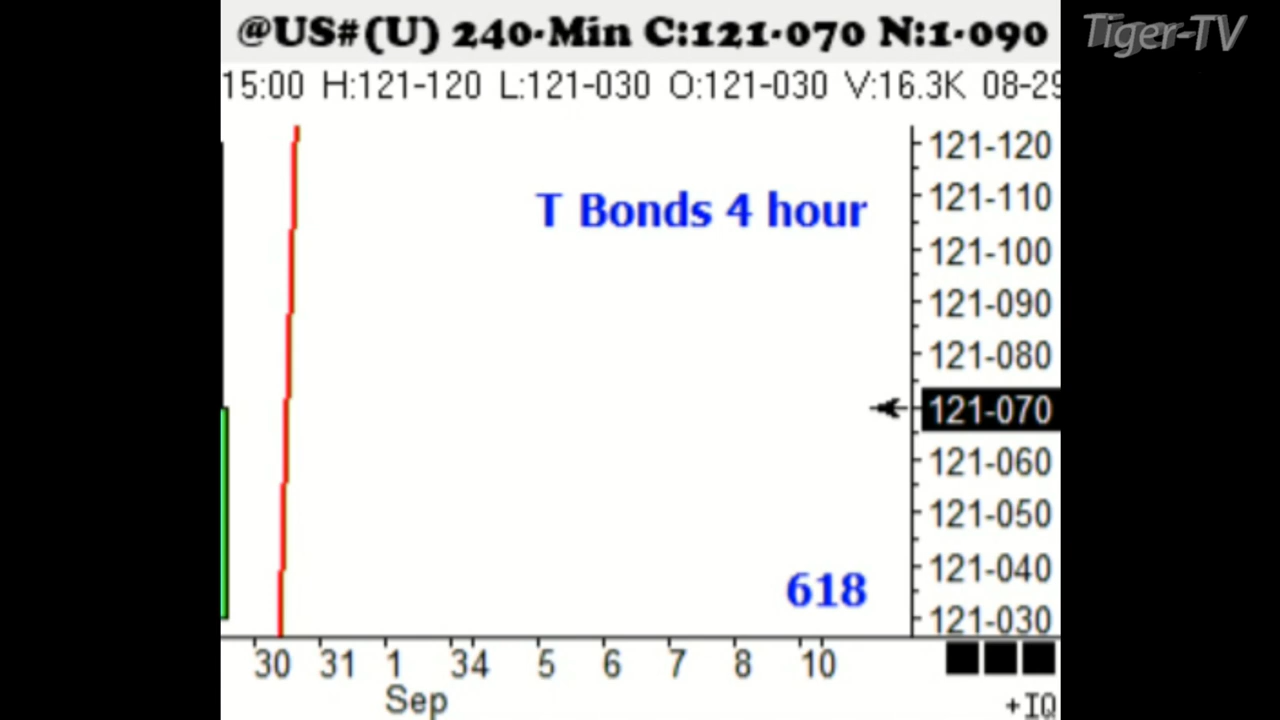 @US#(U) 240-Min C:121-070 N:1-090
Tiger-TV
15:00 H:121-120 L:121-030 O:121-030 V:16.3K 08-29
121-120
121-110
T Bonds 4 hour
121-100
121-090
121-080
121-070
121-060
121-050
121-040
618
121-030
30 31 1 34 5 6 7 8 10
Sep
+IQ